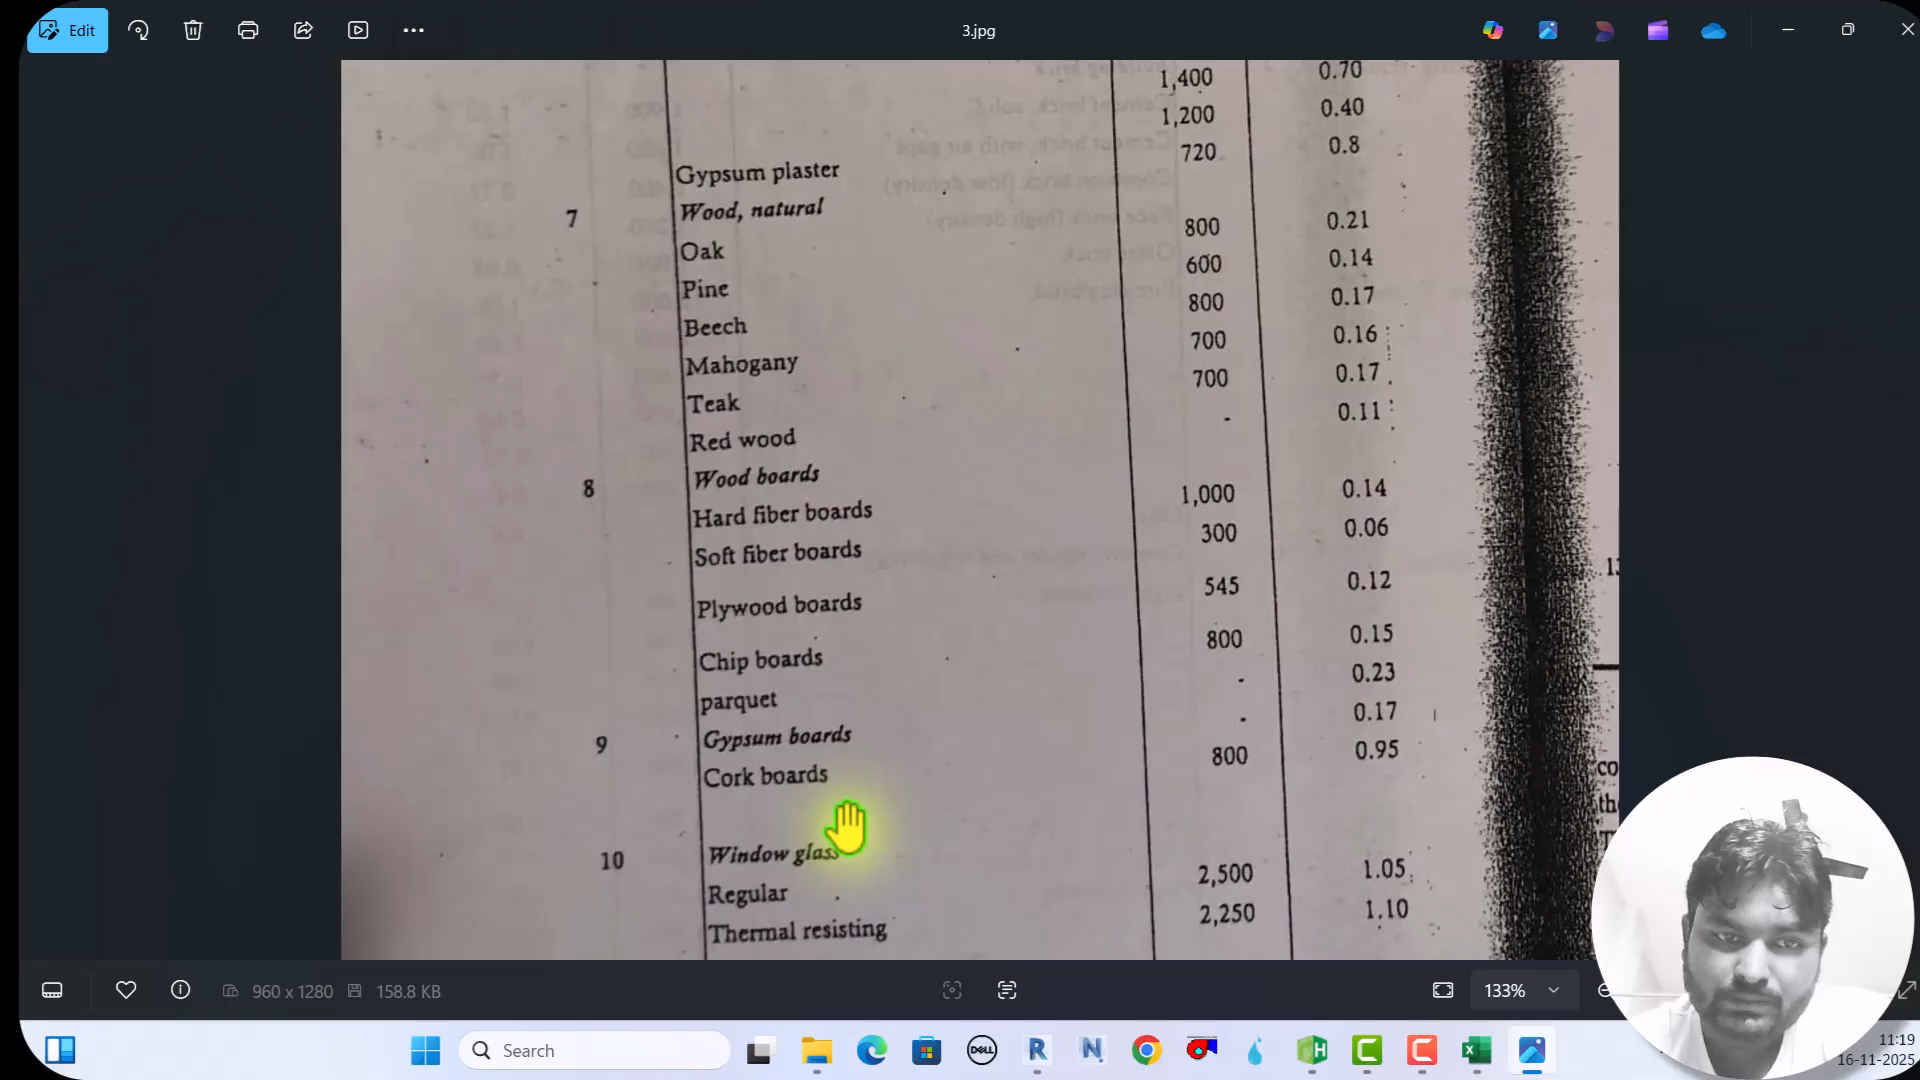 Edit
3.jpg
1,400 0.70
1,200 0.40
720 0.8
Gypsum plaster
7 Wood, natural
800 0.21
Oak
600 0.14
Pine
800 0.17
Beech
700 0.16
Mahogany
700 0.17
Teak
- 0.11
Red wood
8 Wood boards
1,000 0.14
Hard fiber boards
300 0.06
Soft fiber boards
545 0.12
Plywood boards
800 0.15
Chip boards
- 0.23
parquet
- 0.17
9 Gypsum boards
800 0.95
Cork boards
10 Window glass
2,500 1.05
Regular
2,250 1.10
Thermal resisting
co
th
960 x 1280 158.8 KB
133%
Search
DELL
11:19
16-11-2025